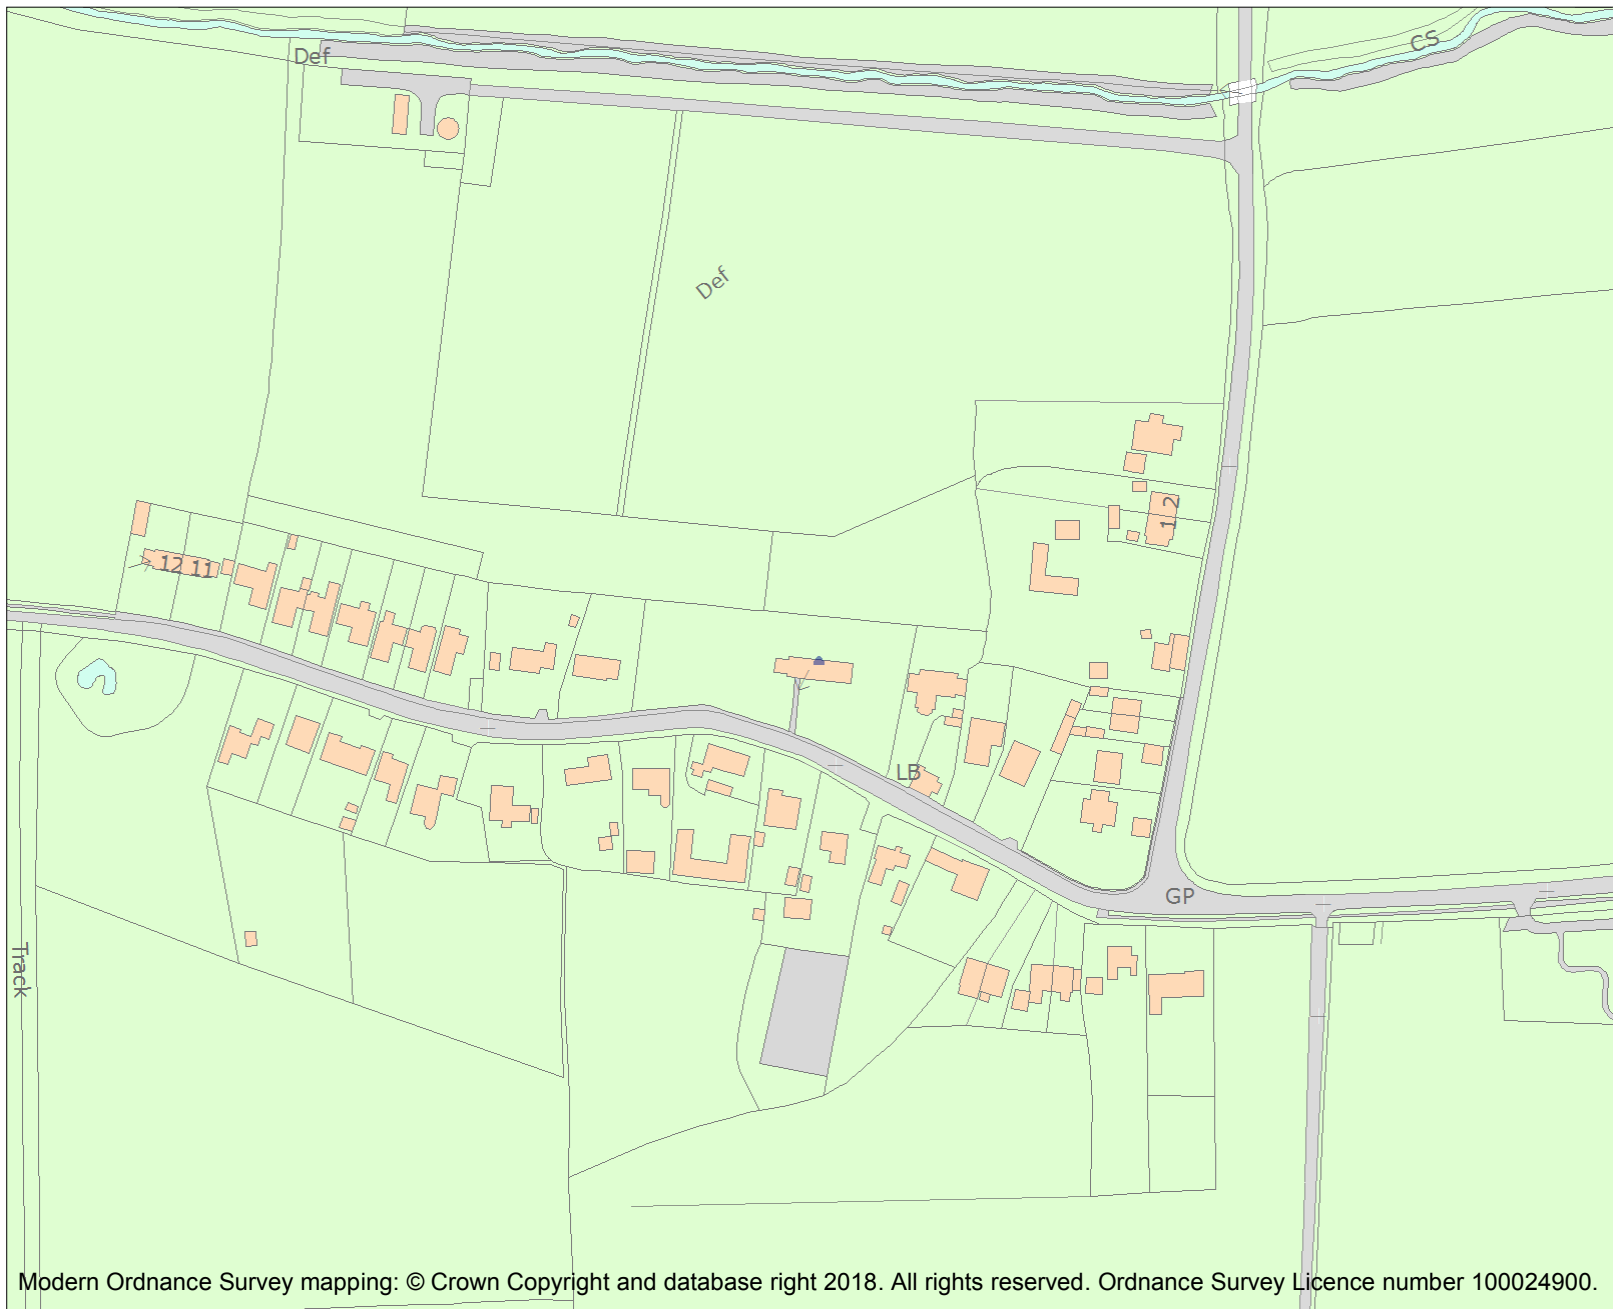 CS
Def
Def
1 2
12 11
LB
GP
Track
Modern Ordnance Survey mapping: © Crown Copyright and database right 2018. All rights reserved. Ordnance Survey Licence number 100024900.